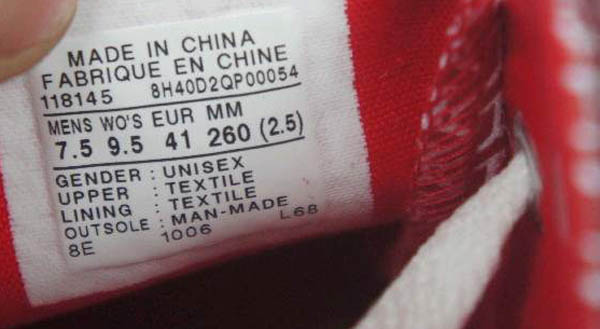 MADE IN CHINA
FABRIQUE EN CHINE
118145 8H40D2QP00054
MENS WO'S EUR MM
7.5 9.5 41 260 (2.5)
GENDER : UNISEX
UPPER : TEXTILE
LINING : TEXTILE
OUTSOLE : MAN-MADE
8E 1006 L68